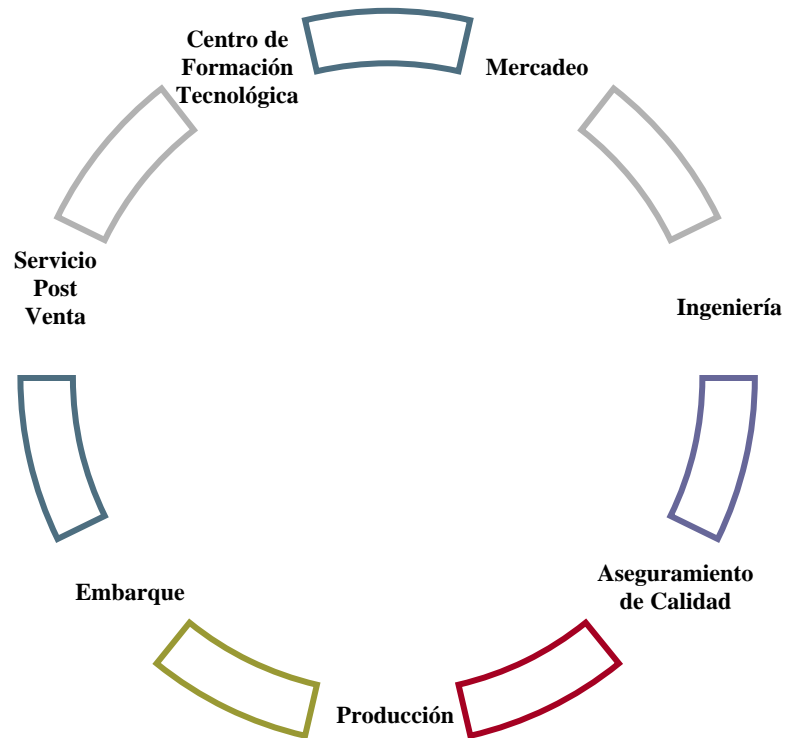 Centro de
Formación
Tecnológica
Mercadeo
Servicio
Post
Venta
Ingeniería
Aseguramiento
de Calidad
Embarque
Producción